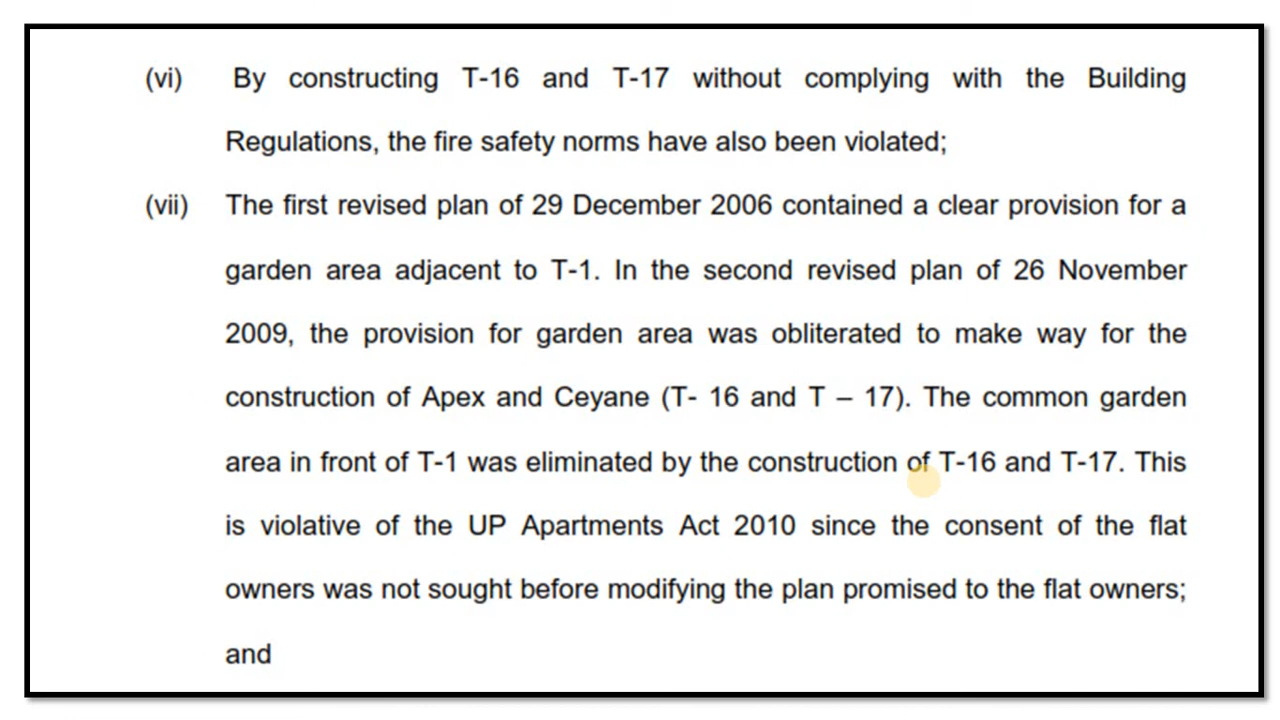 (vi) By constructing T-16 and T-17 without complying with the Building
Regulations, the fire safety norms have also been violated;
(vii) The first revised plan of 29 December 2006 contained a clear provision for a
garden area adjacent to T-1. In the second revised plan of 26 November
2009, the provision for garden area was obliterated to make way for the
construction of Apex and Ceyane (T- 16 and T – 17). The common garden
area in front of T-1 was eliminated by the construction of T-16 and T-17. This
is violative of the UP Apartments Act 2010 since the consent of the flat
owners was not sought before modifying the plan promised to the flat owners;
and